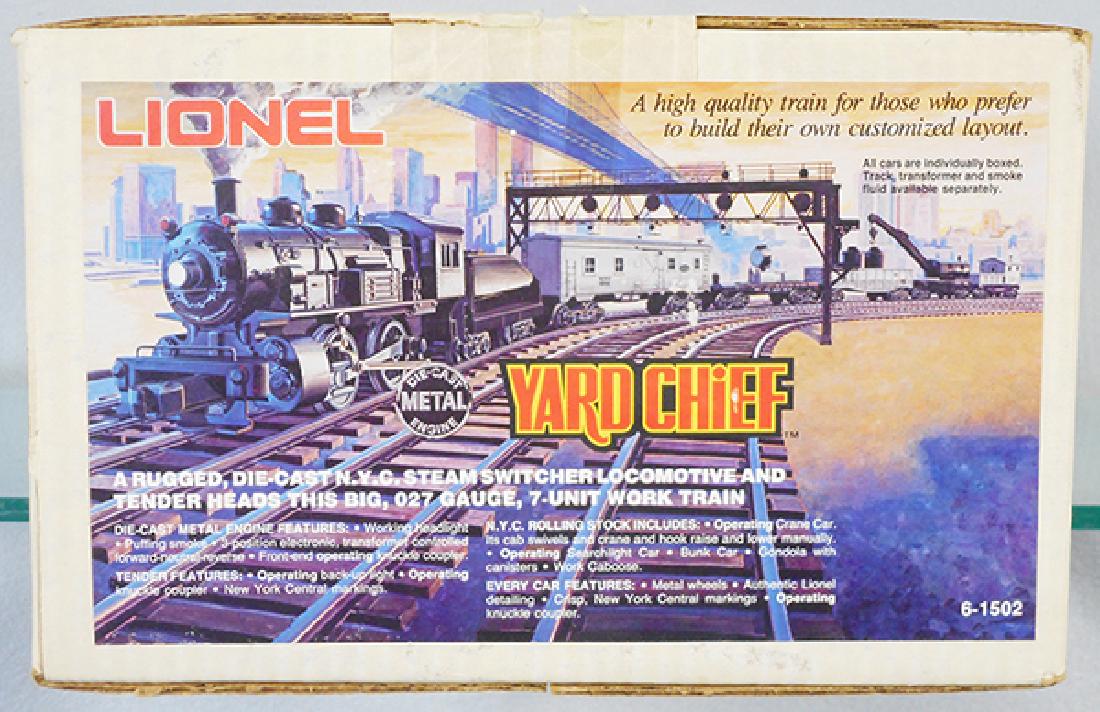 LIONEL
A high quality train for those who prefer
to build their own customized layout.
All cars are individually boxed.
Track, transformer and smoke
fluid available separately.
DIE-CAST
METAL
ENGINE
YARD CHiEF
TM
A RUGGED, DIE-CAST N.Y.C. STEAM SWITCHER LOCOMOTIVE AND
TENDER HEADS THIS BIG, 027 GAUGE, 7-UNIT WORK TRAIN
DIE-CAST METAL ENGINE FEATURES: • Working headlight
• Puffing smoke • 3-position electronic, transformer controlled
forward-neutral-reverse • Front-end operating knuckle coupler.
TENDER FEATURES: • Operating back-up light • Operating
knuckle coupler • New York Central markings.
N.Y.C. ROLLING STOCK INCLUDES: • Operating Crane Car.
Its cab swivels and crane and hook raise and lower manually.
• Operating Searchlight Car • Bunk Car • Gondola with
canisters • Work Caboose.
EVERY CAR FEATURES: • Metal wheels • Authentic Lionel
detailing • Crisp, New York Central markings • Operating
knuckle coupler.
6-1502